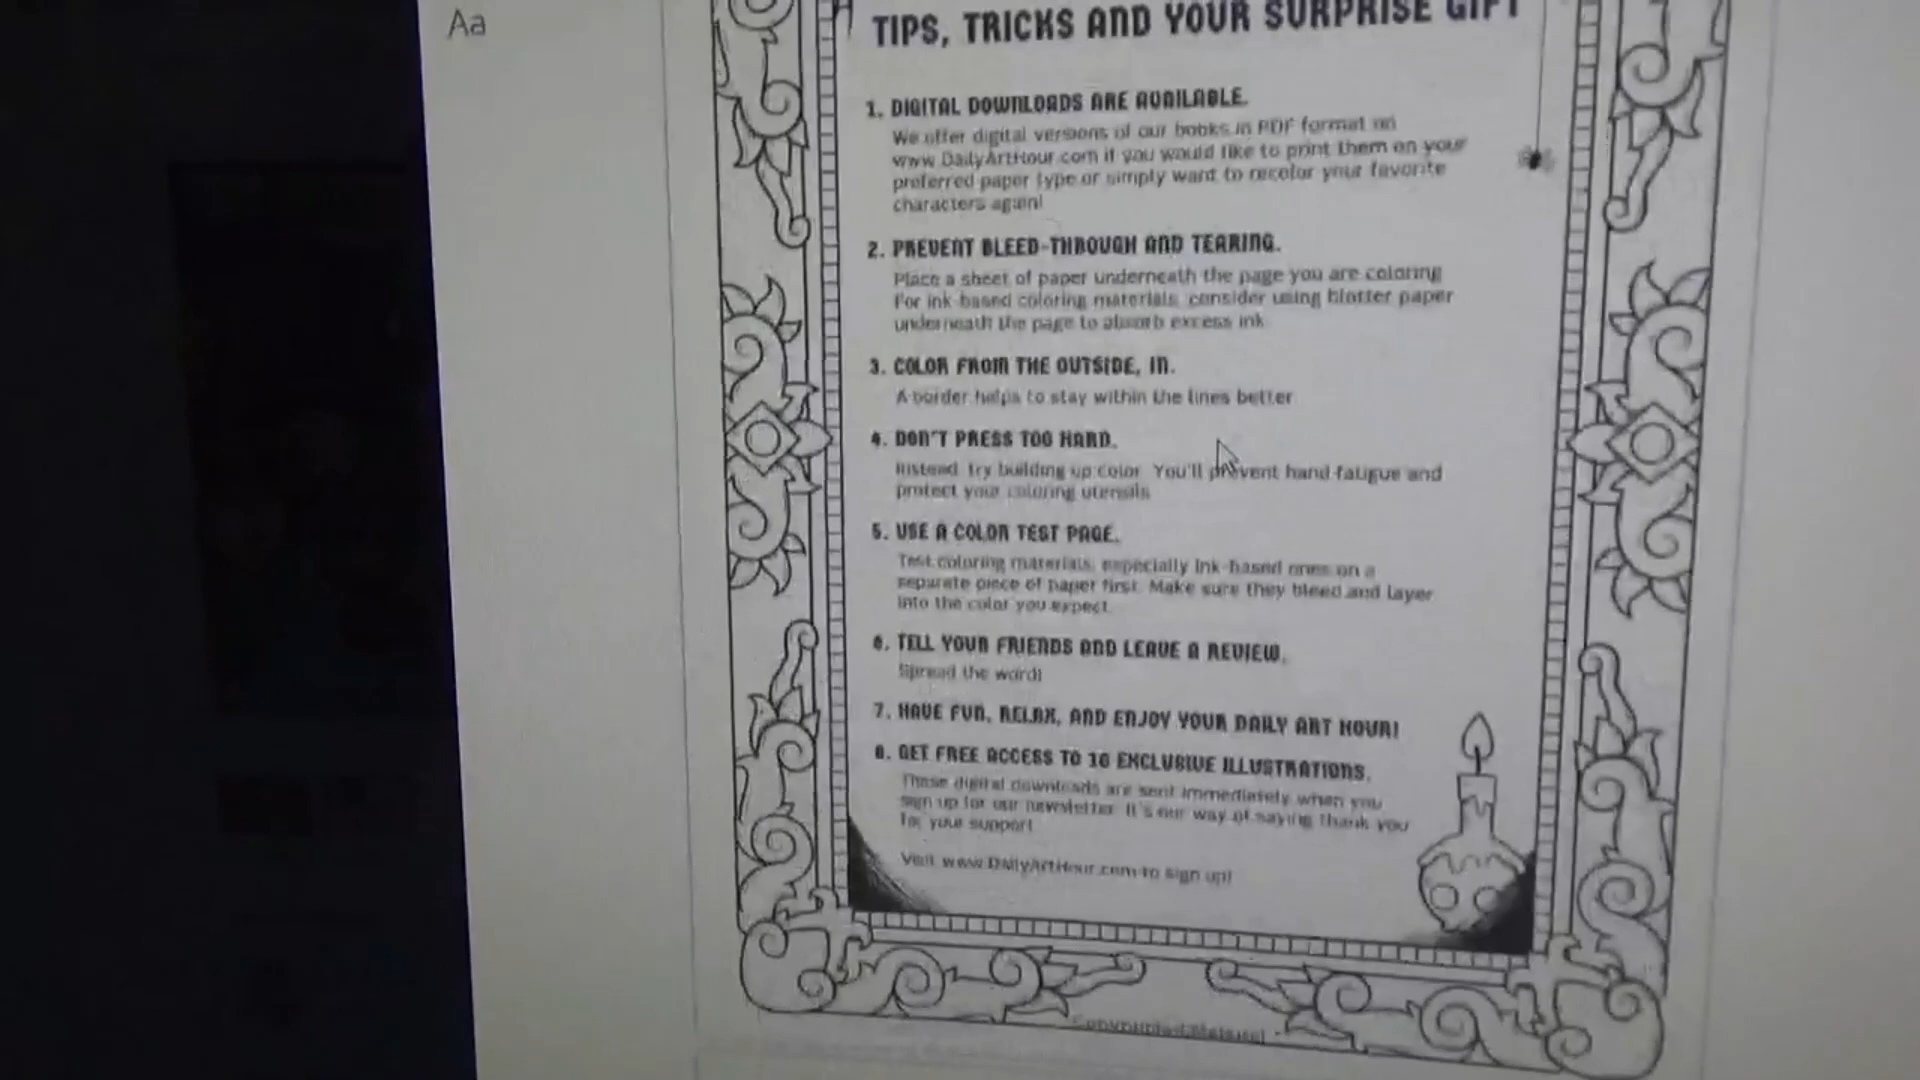 Aa
TIPS, TRICKS AND YOUR SURPRISE GIFT
1. DIGITAL DOWNLOADS ARE AVAILABLE.
We offer digital versions of our books in PDF format on
www.DailyArtHour.com if you would like to print them on your
preferred paper type or simply want to recolor your favorite
characters again!
2. PREVENT BLEED-THROUGH AND TEARING.
Place a sheet of paper underneath the page you are coloring
For ink-based coloring materials, consider using blotter paper
underneath the page to absorb excess ink
3. COLOR FROM THE OUTSIDE, IN.
A border helps to stay within the lines better
4. DON'T PRESS TOO HARD.
Instead, try building up color. You'll prevent hand fatigue and
protect your coloring utensils
5. USE A COLOR TEST PAGE.
Test coloring materials, especially ink-based ones on a
separate piece of paper first. Make sure they bleed and layer
into the color you expect.
6. TELL YOUR FRIENDS AND LEAVE A REVIEW.
Spread the word!
7. HAVE FUN, RELAX, AND ENJOY YOUR DAILY ART HOUR!
8. GET FREE ACCESS TO 10 EXCLUSIVE ILLUSTRATIONS.
These digital downloads are sent immediately when you
sign up for our newsletter. It's our way of saying thank you
for your support
Visit www.DailyArtHour.com to sign up!
Copyrighted Material